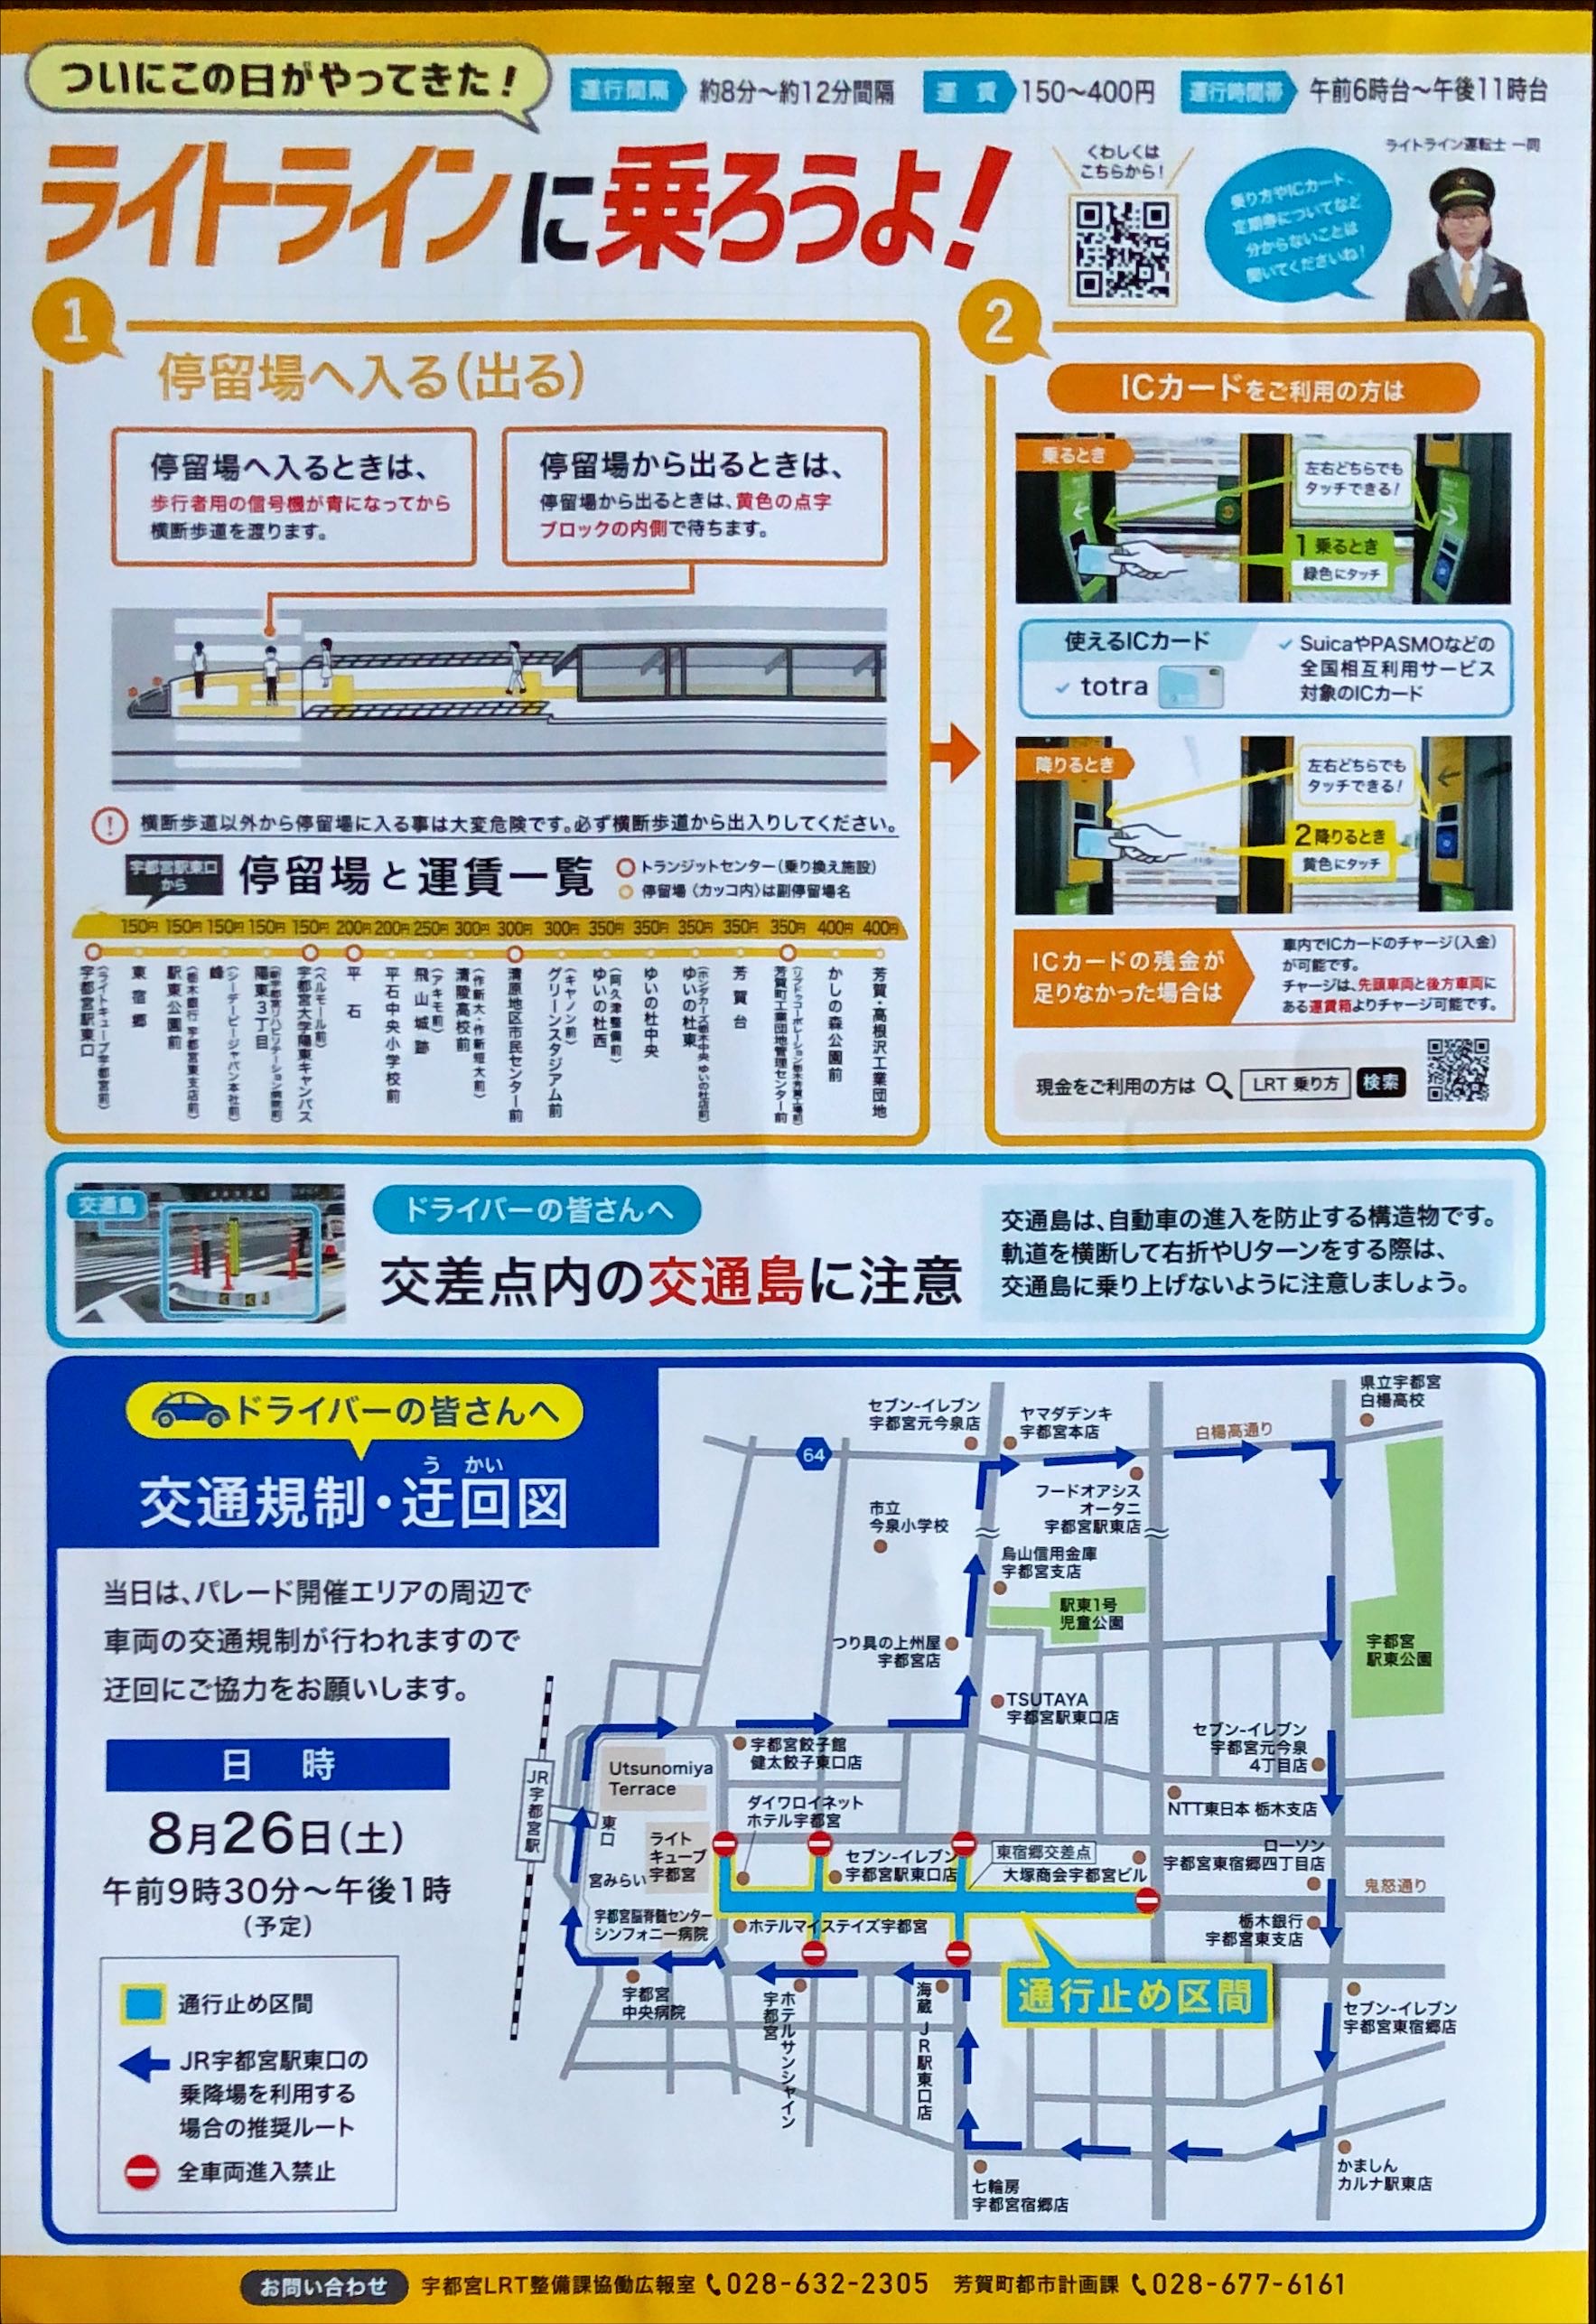 ついにこの日がやってきた!
運行間隔 約8分～約12分間隔
運賃 150～400円
運行時間帯 午前6時台～午後11時台
ライトラインに乗ろうよ!
くわしくは
こちらから!
乗り方やICカード、
定期券についてなど
分からないことは
聞いてくださいね!
ライトライン運転士 一同
1
停留場へ入る(出る)
停留場へ入るときは、
歩行者用の信号機が青になってから
横断歩道を渡ります。
停留場から出るときは、
停留場から出るときは、黄色の点字
ブロックの内側で待ちます。
横断歩道以外から停留場に入る事は大変危険です。必ず横断歩道から出入りしてください。
宇都宮駅東口
から
停留場と運賃一覧
トランジットセンター(乗り換え施設)
停留場 (カッコ内)は副停留場名
150円 150円 150円 150円 150円 200円 200円 250円 300円 300円 300円 350円 350円 350円 350円 350円 400円 400円
宇都宮駅東口
(ライトキューブ宇都宮前)
東宿郷
駅東公園前
(栃木銀行 宇都宮東支店前)
峰
(シーデーピージャパン本社前)
陽東3丁目
宇都宮大学陽東キャンパス
(ベルモール前)
平石
平石中央小学校前
飛山城跡
(アキモ前)
清陵高校前
(作新大・作新短大前)
清原地区市民センター前
グリーンスタジアム前
(キヤノン前)
ゆいの杜西
(阿久津整備前)
ゆいの杜中央
ゆいの杜東
(ホンダカーズ栃木中央 ゆいの杜店前)
芳賀台
芳賀町工業団地管理センター前
かしの森公園前
芳賀・高根沢工業団地
2
ICカードをご利用の方は
乗るとき
左右どちらでも
タッチできる!
1 乗るとき
緑色にタッチ
使えるICカード
totra
SuicaやPASMOなどの
全国相互利用サービス
対象のICカード
降りるとき
左右どちらでも
タッチできる!
2 降りるとき
黄色にタッチ
ICカードの残金が
足りなかった場合は
車内でICカードのチャージ(入金)
が可能です。
チャージは、先頭車両と後方車両に
ある運賃箱よりチャージ可能です。
現金をご利用の方は LRT 乗り方 検索
交通島
ドライバーの皆さんへ
交差点内の交通島に注意
交通島は、自動車の進入を防止する構造物です。
軌道を横断して右折やUターンをする際は、
交通島に乗り上げないように注意しましょう。
ドライバーの皆さんへ
う かい
交通規制・迂回図
当日は、パレード開催エリアの周辺で
車両の交通規制が行われますので
迂回にご協力をお願いします。
日時
8月26日(土)
午前9時30分～午後1時
(予定)
通行止め区間
JR宇都宮駅東口の
乗降場を利用する
場合の推奨ルート
全車両進入禁止
県立宇都宮
白楊高校
セブン-イレブン
宇都宮元今泉店
ヤマダデンキ
宇都宮本店
白楊高通り
64
フードオアシス
オータニ
宇都宮駅東店
市立
今泉小学校
烏山信用金庫
宇都宮支店
駅東1号
児童公園
つり具の上州屋
宇都宮店
宇都宮
駅東公園
TSUTAYA
宇都宮駅東口店
セブン-イレブン
宇都宮元今泉
4丁目店
宇都宮餃子館
健太餃子東口店
Utsunomiya
Terrace
JR宇都宮駅
東口
NTT東日本 栃木支店
ダイワロイネット
ホテル宇都宮
ライト
キューブ
宇都宮
宮みらい
セブン-イレブン
宇都宮駅東口店
東宿郷交差点
大塚商会宇都宮ビル
ローソン
宇都宮東宿郷四丁目店
鬼怒通り
宇都宮脳脊髄センター
シンフォニー病院
ホテルマイステイズ宇都宮
栃木銀行
宇都宮東支店
通行止め区間
宇都宮
中央病院
ホテルサンシャイン
宇都宮
海蔵 JR駅東口店
セブン-イレブン
宇都宮東宿郷店
七輪房
宇都宮宿郷店
かましん
カルナ駅東店
お問い合わせ 宇都宮LRT整備課協働広報室 028-632-2305 芳賀町都市計画課 028-677-6161